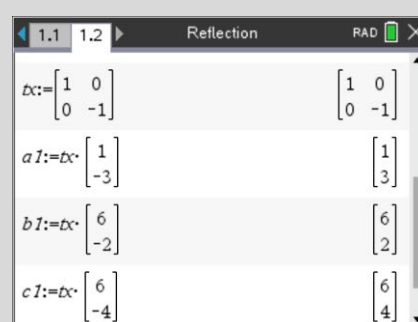 1.1 1.2 Reflection RAD
tx:=[1 0; 0 -1] [1 0; 0 -1]
a1:=tx·[1; -3] [1; 3]
b1:=tx·[6; -2] [6; 2]
c1:=tx·[6; -4] [6; 4]